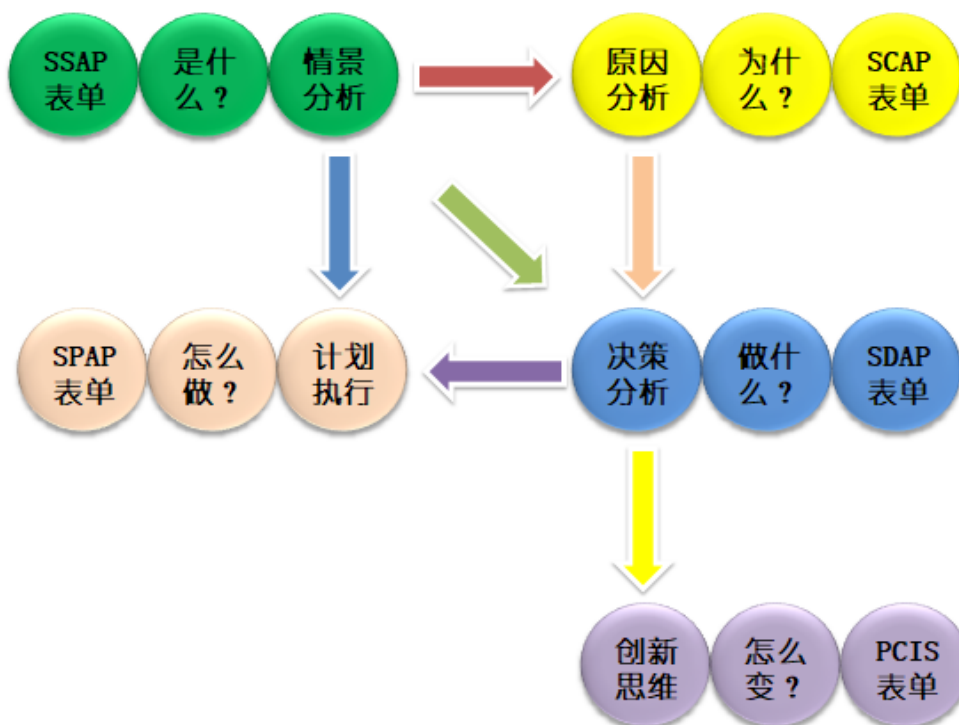 SSAP
表单
是什
么？
情景
分析
原因
分析
为什
么？
SCAP
表单
SPAP
表单
怎么
做？
计划
执行
决策
分析
做什
么？
SDAP
表单
创新
思维
怎么
变？
PCIS
表单